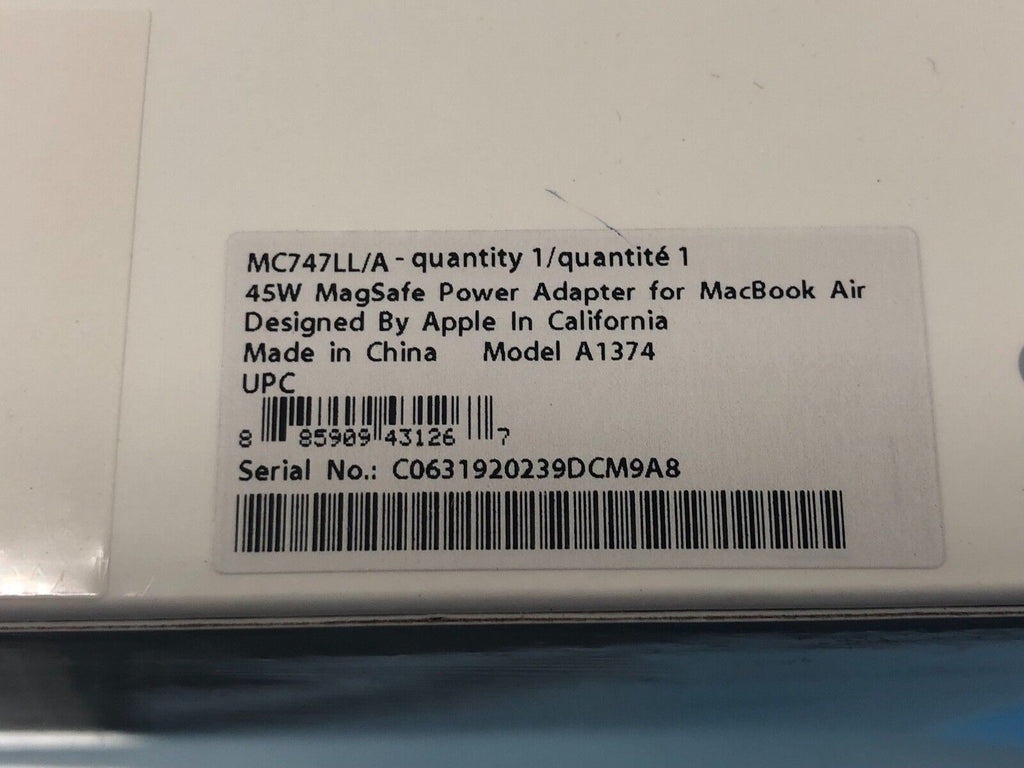 MC747LL/A - quantity 1/quantité 1
45W MagSafe Power Adapter for MacBook Air
Designed By Apple In California
Made in China Model A1374
UPC
8 85909 43126 7
Serial No.: C0631920239DCM9A8